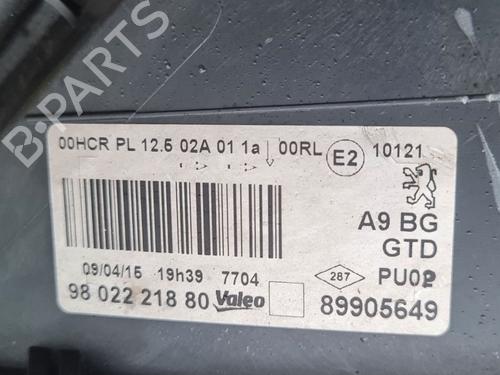 B-PARTS
00HCR PL 12.5 02A 01 1a 00RL E2 10121
A9 BG
GTD
09/04/15 19h39 7704 287 PU02
98 022 218 80 Valeo 89905649